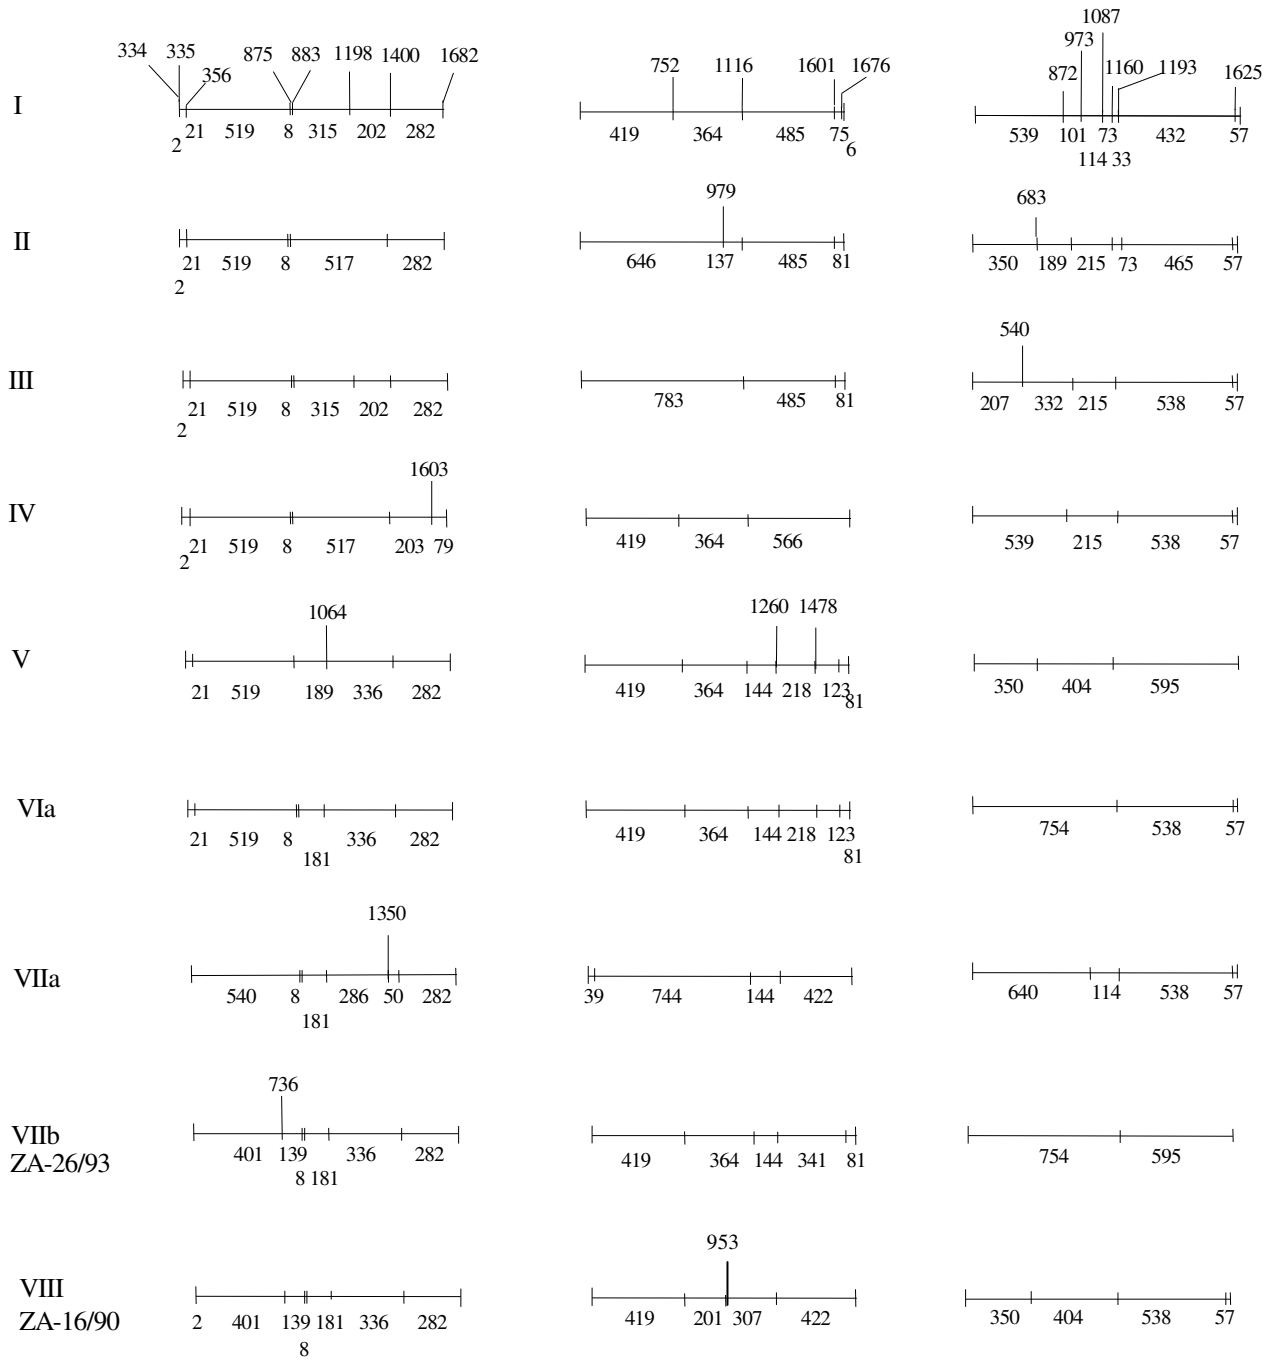 334 335 356 875 883 1198 1400 1682 752 1116 1601 1676 872 973 1087 1160 1193 1625
I
2 21 519 8 315 202 282 419 364 485 75 6 539 101 114 73 33 432 57
979 683
II
2 21 519 8 517 282 646 137 485 81 350 189 215 73 465 57
540
III
2 21 519 8 315 202 282 783 485 81 207 332 215 538 57
1603
IV
2 21 519 8 517 203 79 419 364 566 539 215 538 57
1064 1260 1478
V
21 519 189 336 282 419 364 144 218 123 81 350 404 595
VIa
21 519 8 181 336 282 419 364 144 218 123 81 754 538 57
1350
VIIa
540 8 181 286 50 282 39 744 144 422 640 114 538 57
736
VIIb
ZA-26/93
401 139 8 181 336 282 419 364 144 341 81 754 595
953
VIII
ZA-16/90
2 401 139 8 181 336 282 419 201 307 422 350 404 538 57